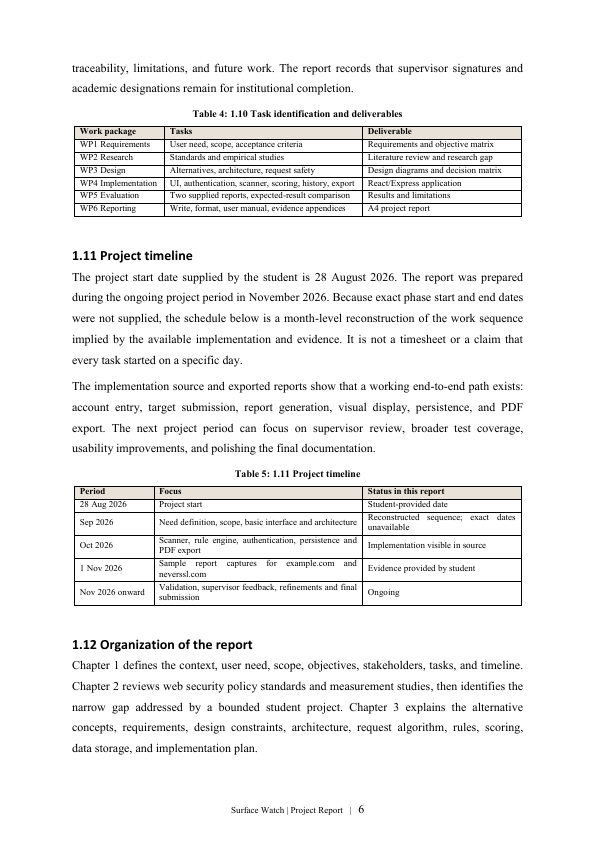 traceability, limitations, and future work. The report records that supervisor signatures and
academic designations remain for institutional completion.
Table 4: 1.10 Task identification and deliverables
Work package Tasks Deliverable
WP1 Requirements User need, scope, acceptance criteria Requirements and objective matrix
WP2 Research Standards and empirical studies Literature review and research gap
WP3 Design Alternatives, architecture, request safety Design diagrams and decision matrix
WP4 Implementation UI, authentication, scanner, scoring, history, export React/Express application
WP5 Evaluation Two supplied reports, expected-result comparison Results and limitations
WP6 Reporting Write, format, user manual, evidence appendices A4 project report
1.11 Project timeline
The project start date supplied by the student is 28 August 2026. The report was prepared
during the ongoing project period in November 2026. Because exact phase start and end dates
were not supplied, the schedule below is a month-level reconstruction of the work sequence
implied by the available implementation and evidence. It is not a timesheet or a claim that
every task started on a specific day.
The implementation source and exported reports show that a working end-to-end path exists:
account entry, target submission, report generation, visual display, persistence, and PDF
export. The next project period can focus on supervisor review, broader test coverage,
usability improvements, and polishing the final documentation.
Table 5: 1.11 Project timeline
Period Focus Status in this report
28 Aug 2026 Project start Student-provided date
Sep 2026 Need definition, scope, basic interface and architecture Reconstructed sequence; exact dates
unavailable
Oct 2026 Scanner, rule engine, authentication, persistence and
PDF export Implementation visible in source
1 Nov 2026 Sample report captures for example.com and
neverssl.com Evidence provided by student
Nov 2026 onward Validation, supervisor feedback, refinements and final
submission Ongoing
1.12 Organization of the report
Chapter 1 defines the context, user need, scope, objectives, stakeholders, tasks, and timeline.
Chapter 2 reviews web security policy standards and measurement studies, then identifies the
narrow gap addressed by a bounded student project. Chapter 3 explains the alternative
concepts, requirements, design constraints, architecture, request algorithm, rules, scoring,
data storage, and implementation plan.
Surface Watch | Project Report | 6